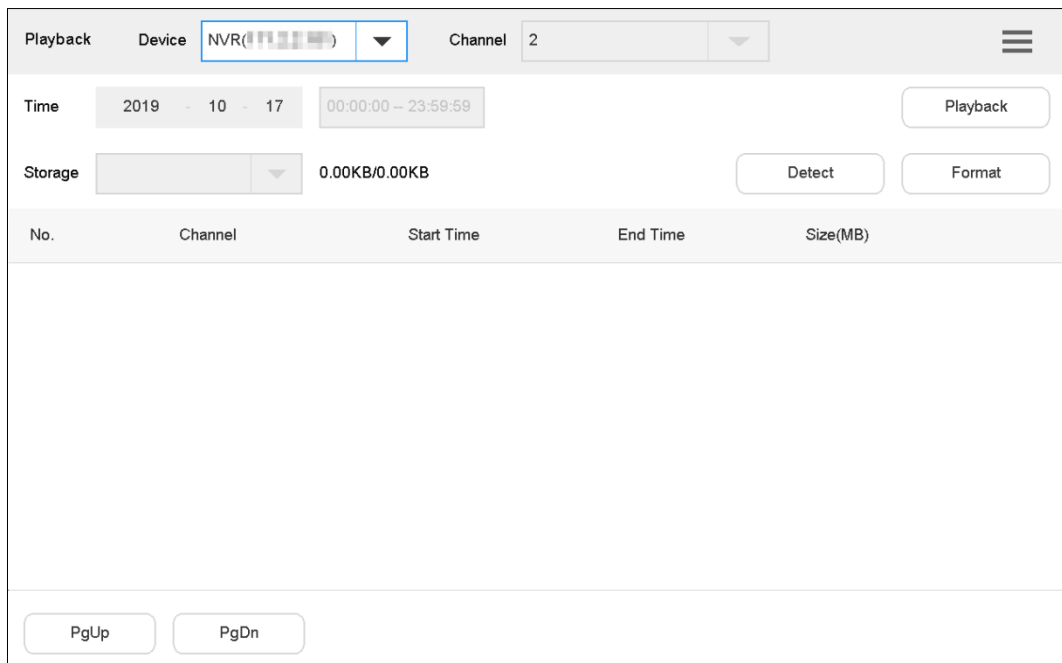 Playback Device NVR( ) Channel 2
Time 2019 - 10 - 17 00:00:00 – 23:59:59 Playback
Storage 0.00KB/0.00KB Detect Format
No. Channel Start Time End Time Size(MB)
PgUp PgDn